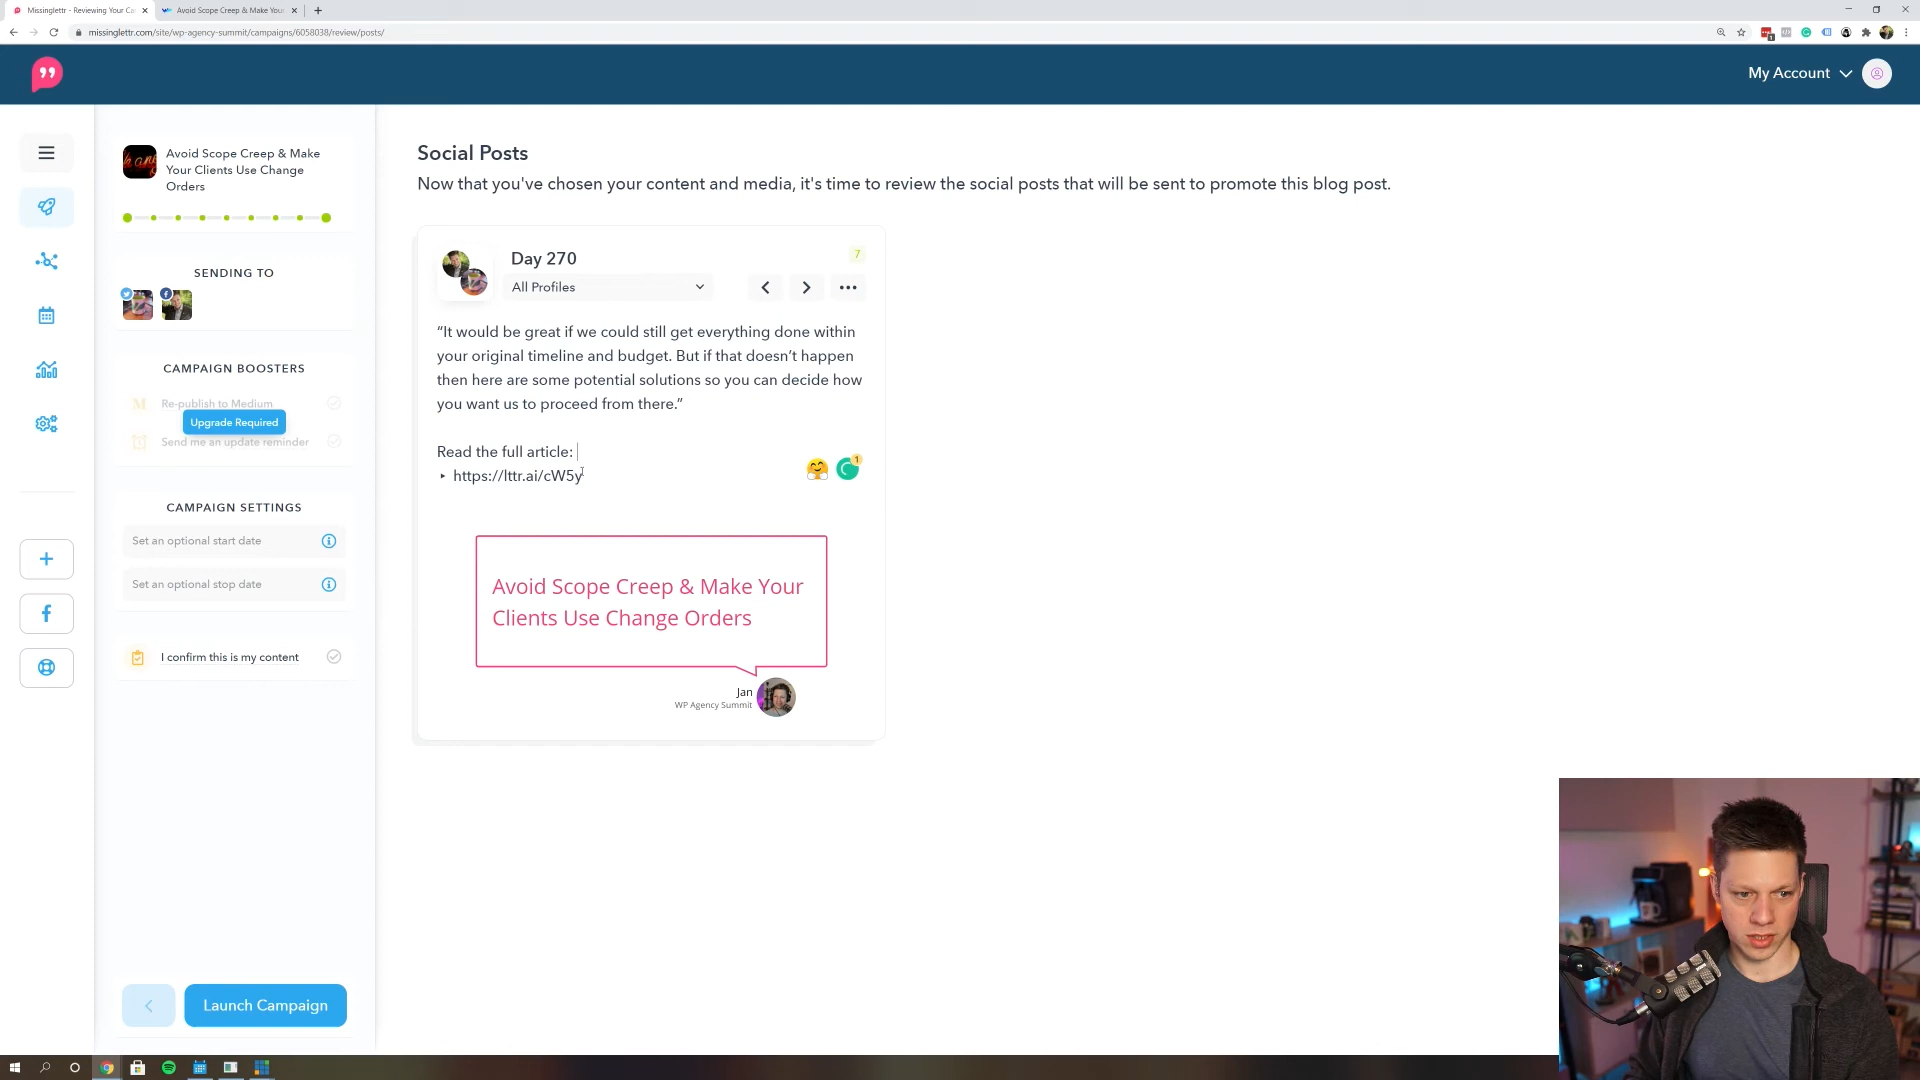 Missinglettr - Reviewing Your Ca
Avoid Scope Creep & Make Your
missinglettr.com/site/wp-agency-summit/campaigns/6058038/review/posts/
My Account
Avoid Scope Creep & Make
Your Clients Use Change
Orders
SENDING TO
CAMPAIGN BOOSTERS
Re-publish to Medium
Upgrade Required
Send me an update reminder
CAMPAIGN SETTINGS
Set an optional start date
Set an optional stop date
I confirm this is my content
Launch Campaign
Social Posts
Now that you've chosen your content and media, it's time to review the social posts that will be sent to promote this blog post.
Day 270
7
All Profiles
“It would be great if we could still get everything done within
your original timeline and budget. But if that doesn’t happen
then here are some potential solutions so you can decide how
you want us to proceed from there.”
Read the full article:
‣ https://lttr.ai/cW5y
1
Avoid Scope Creep & Make Your
Clients Use Change Orders
Jan
WP Agency Summit